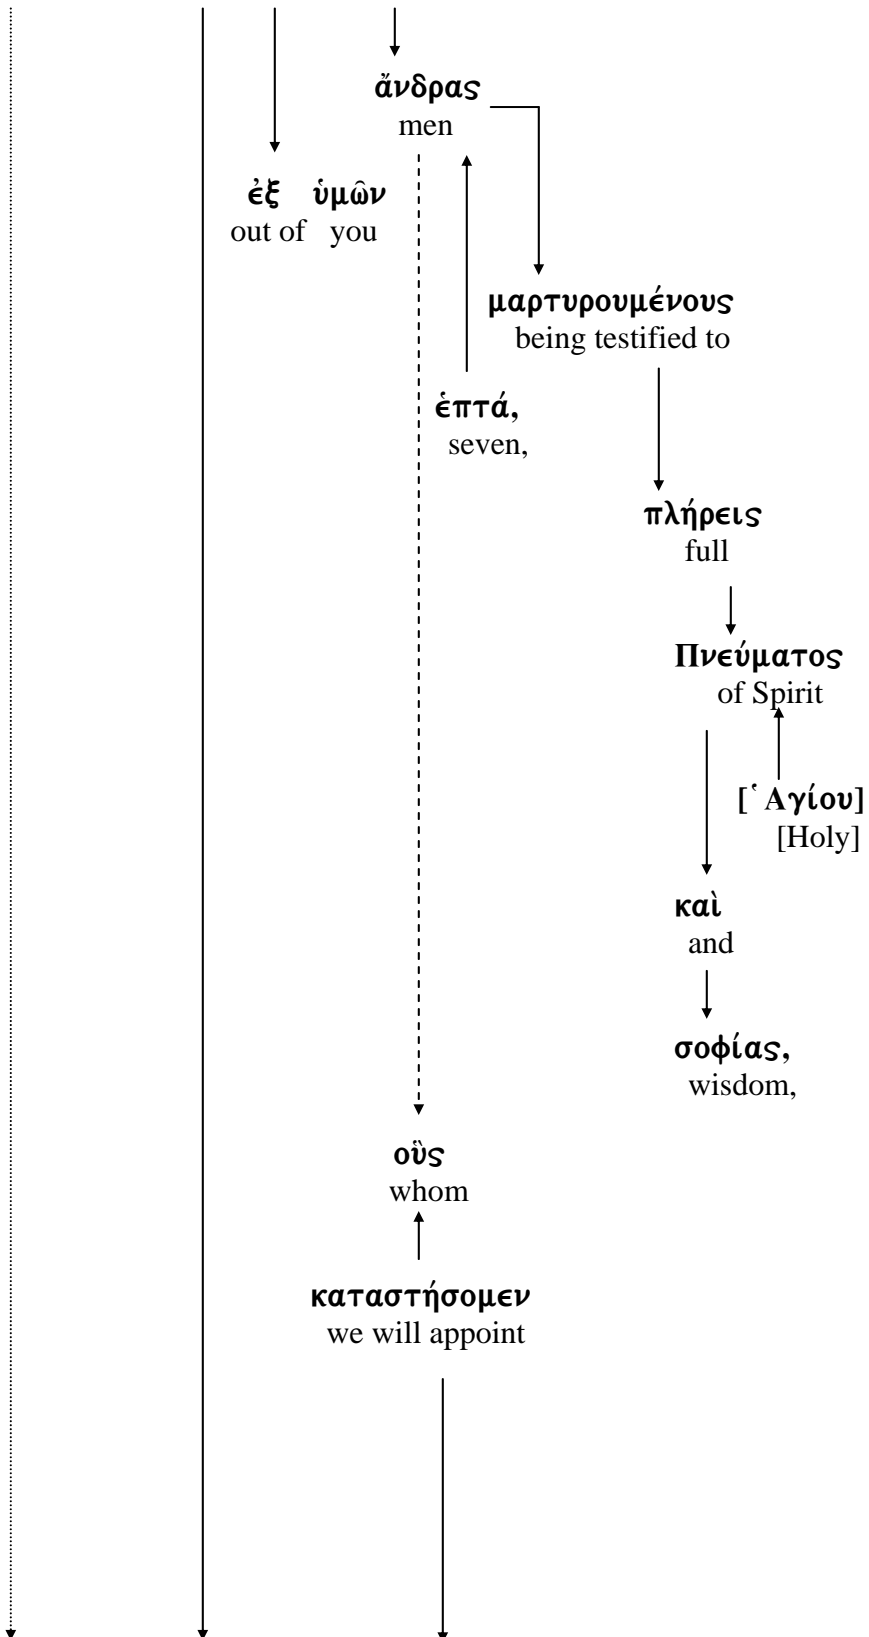 ἄνδρας
men
ἐξ ὑμῶν
out of you
μαρτυρουμένους
being testified to
ἑπτά,
seven,
πλήρεις
full
Πνεύματος
of Spirit
[ Ἁγίου]
[Holy]
καὶ
and
σοφίας,
wisdom,
οὓς
whom
καταστήσομεν
we will appoint